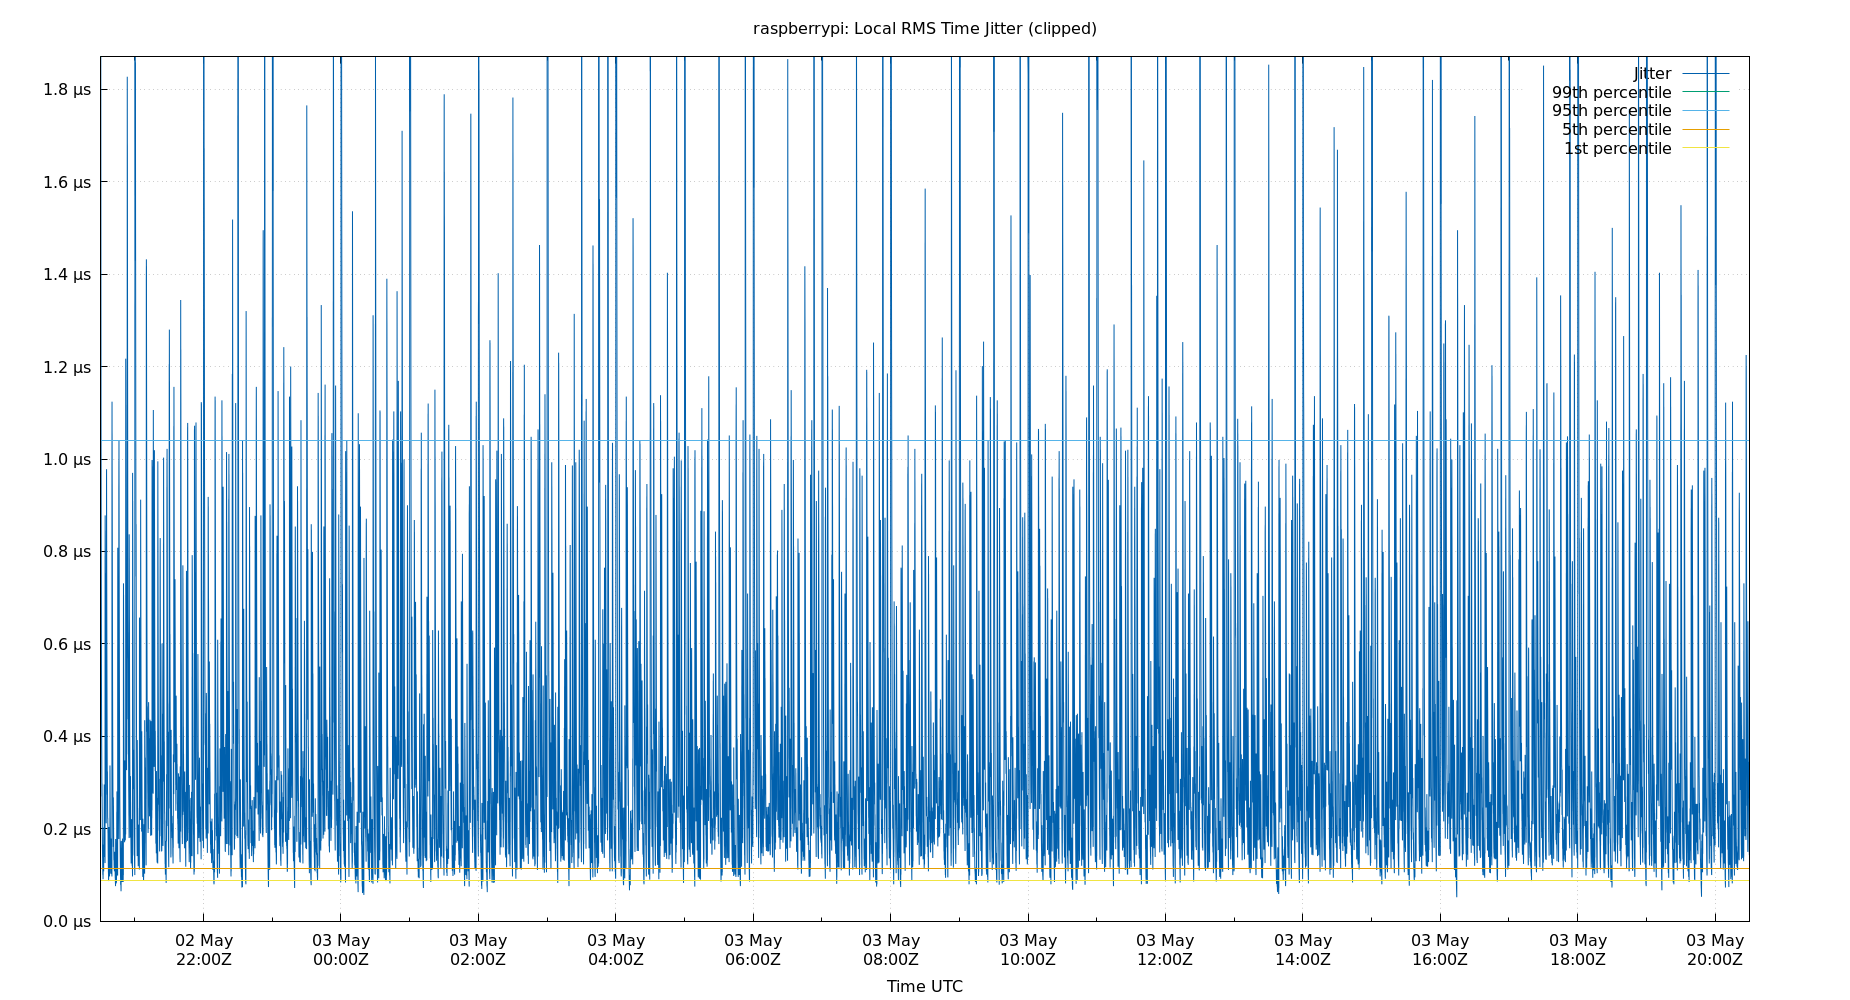 raspberrypi: Local RMS Time Jitter (clipped)
1.8 µs
1.6 µs
1.4 µs
1.2 µs
1.0 µs
0.8 µs
0.6 µs
0.4 µs
0.2 µs
0.0 µs
Jitter
99th percentile
95th percentile
5th percentile
1st percentile
02 May 03 May 03 May 03 May 03 May 03 May 03 May 03 May 03 May 03 May 03 May 03 May
22:00Z 00:00Z 02:00Z 04:00Z 06:00Z 08:00Z 10:00Z 12:00Z 14:00Z 16:00Z 18:00Z 20:00Z
Time UTC